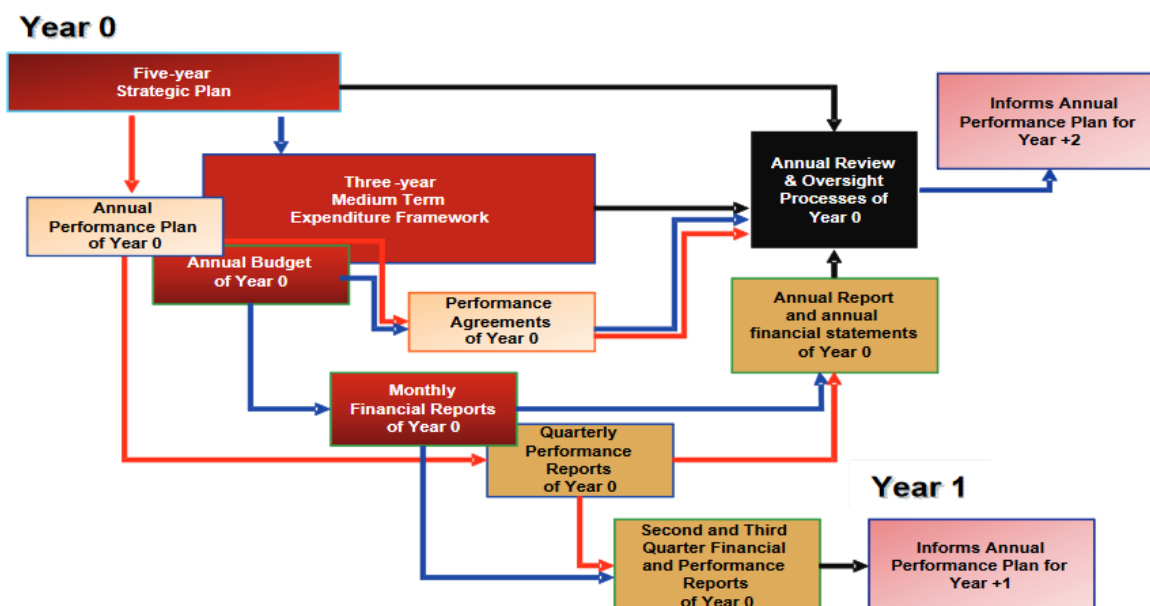 Year 0
Five-year
Strategic Plan
Informs Annual
Performance Plan for
Year +2
Annual Review
& Oversight
Processes of
Year 0
Three -year
Medium Term
Expenditure Framework
Annual
Performance Plan
of Year 0
Annual Budget
of Year 0
Performance
Agreements
of Year 0
Annual Report
and annual
financial statements
of Year 0
Monthly
Financial Reports
of Year 0
Quarterly
Performance
Reports
of Year 0
Year 1
Second and Third
Quarter Financial
and Performance
Reports
of Year 0
Informs Annual
Performance Plan for
Year +1